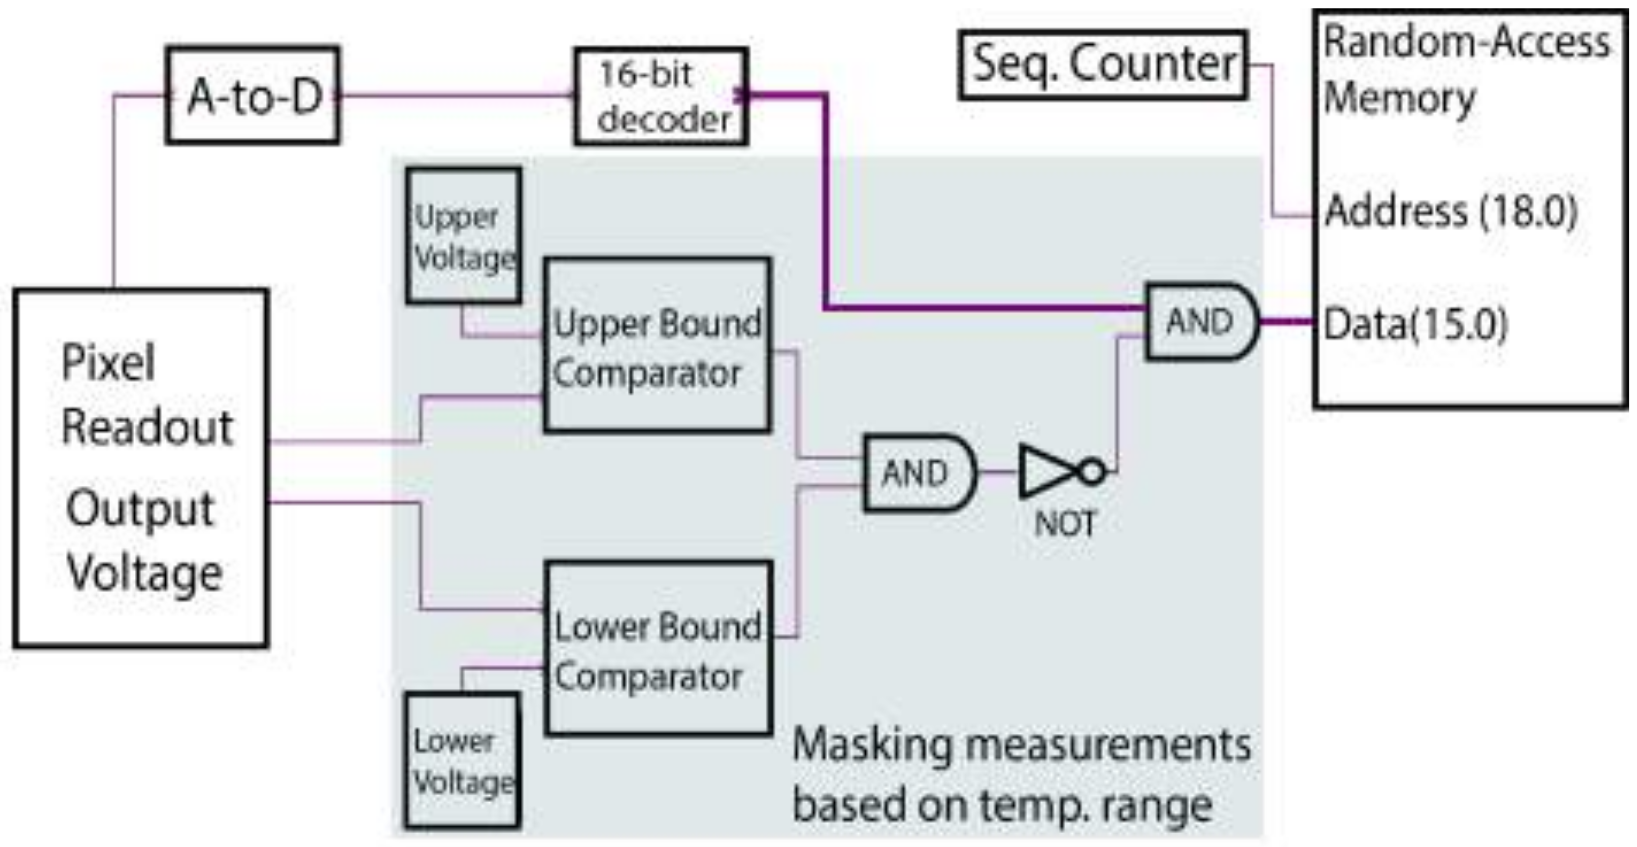 A-to-D
16-bit
decoder
Seq. Counter
Random-Access
Memory
Address (18.0)
Data(15.0)
Upper
Voltage
Upper Bound
Comparator
AND
Pixel
Readout
Output
Voltage
AND
NOT
Lower Bound
Comparator
Lower
Voltage
Masking measurements
based on temp. range